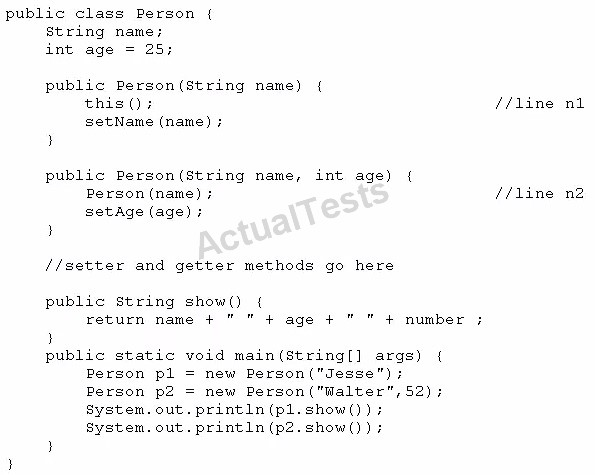 public class Person {
    String name;
    int age = 25;

    public Person(String name) {
        this();                                  //line n1
        setName(name);
    }

    public Person(String name, int age) {
        Person(name);                            //line n2
        setAge(age);
    }

    //setter and getter methods go here

    public String show() {
        return name + " " + age + " " + number ;
    }
    public static void main(String[] args) {
        Person p1 = new Person("Jesse");
        Person p2 = new Person("Walter",52);
        System.out.println(p1.show());
        System.out.println(p2.show());
    }
}
ActualTests